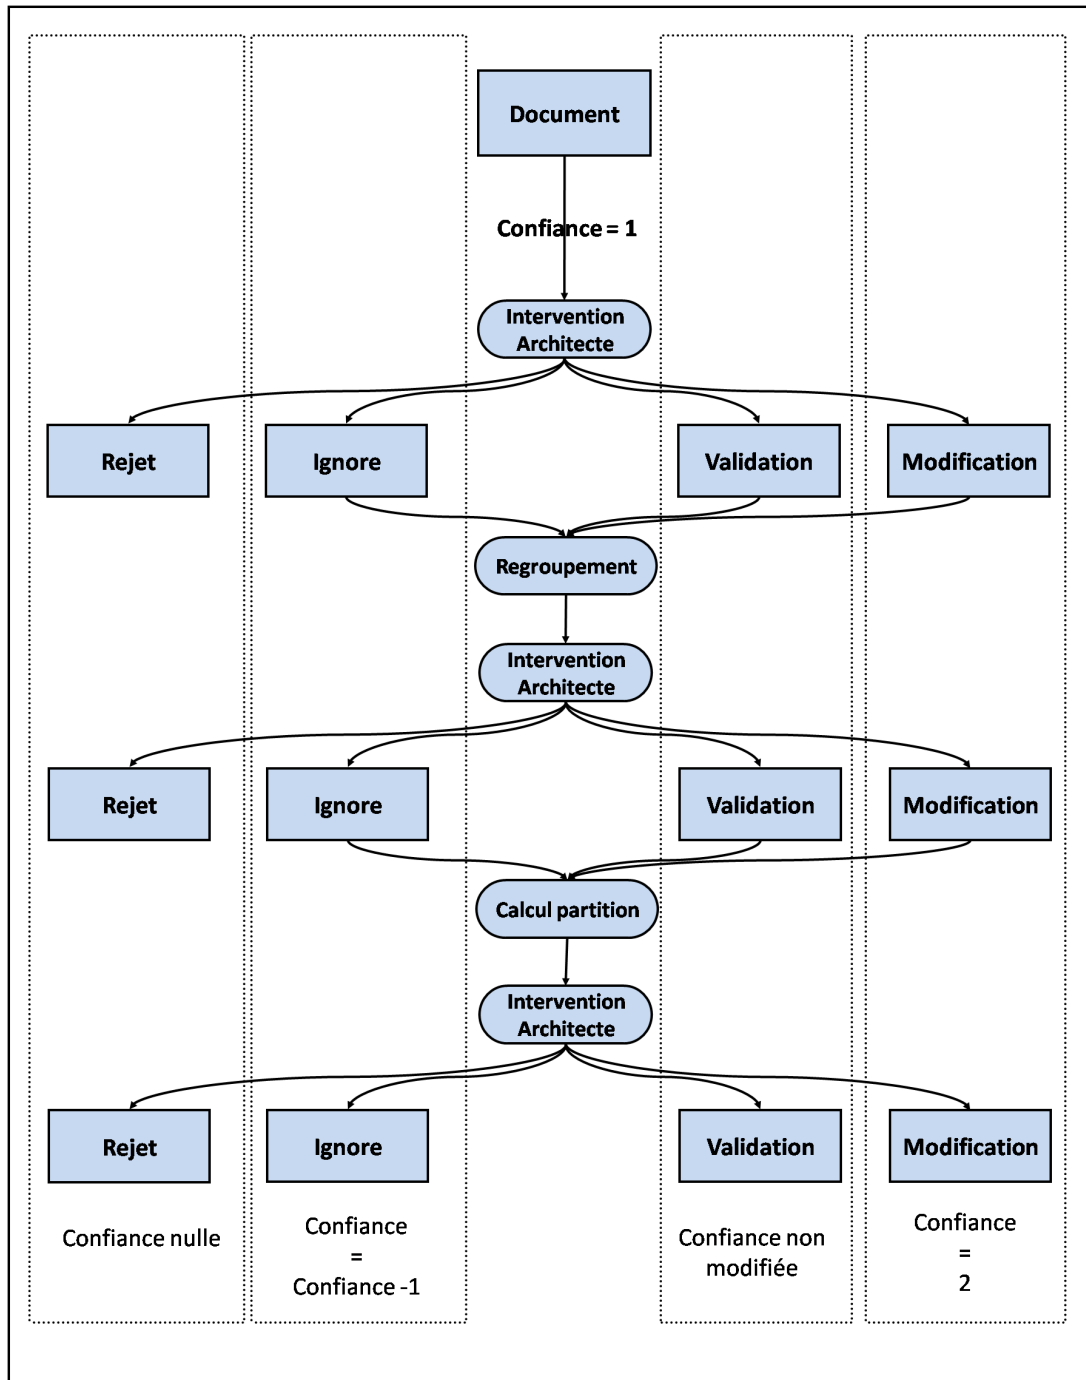 Document
Confiance = 1
Intervention
Architecte
Rejet
Ignore
Validation
Modification
Regroupement
Intervention
Architecte
Rejet
Ignore
Validation
Modification
Calcul partition
Intervention
Architecte
Rejet
Ignore
Validation
Modification
Confiance nulle
Confiance
=
Confiance -1
Confiance non
modifiée
Confiance
=
2